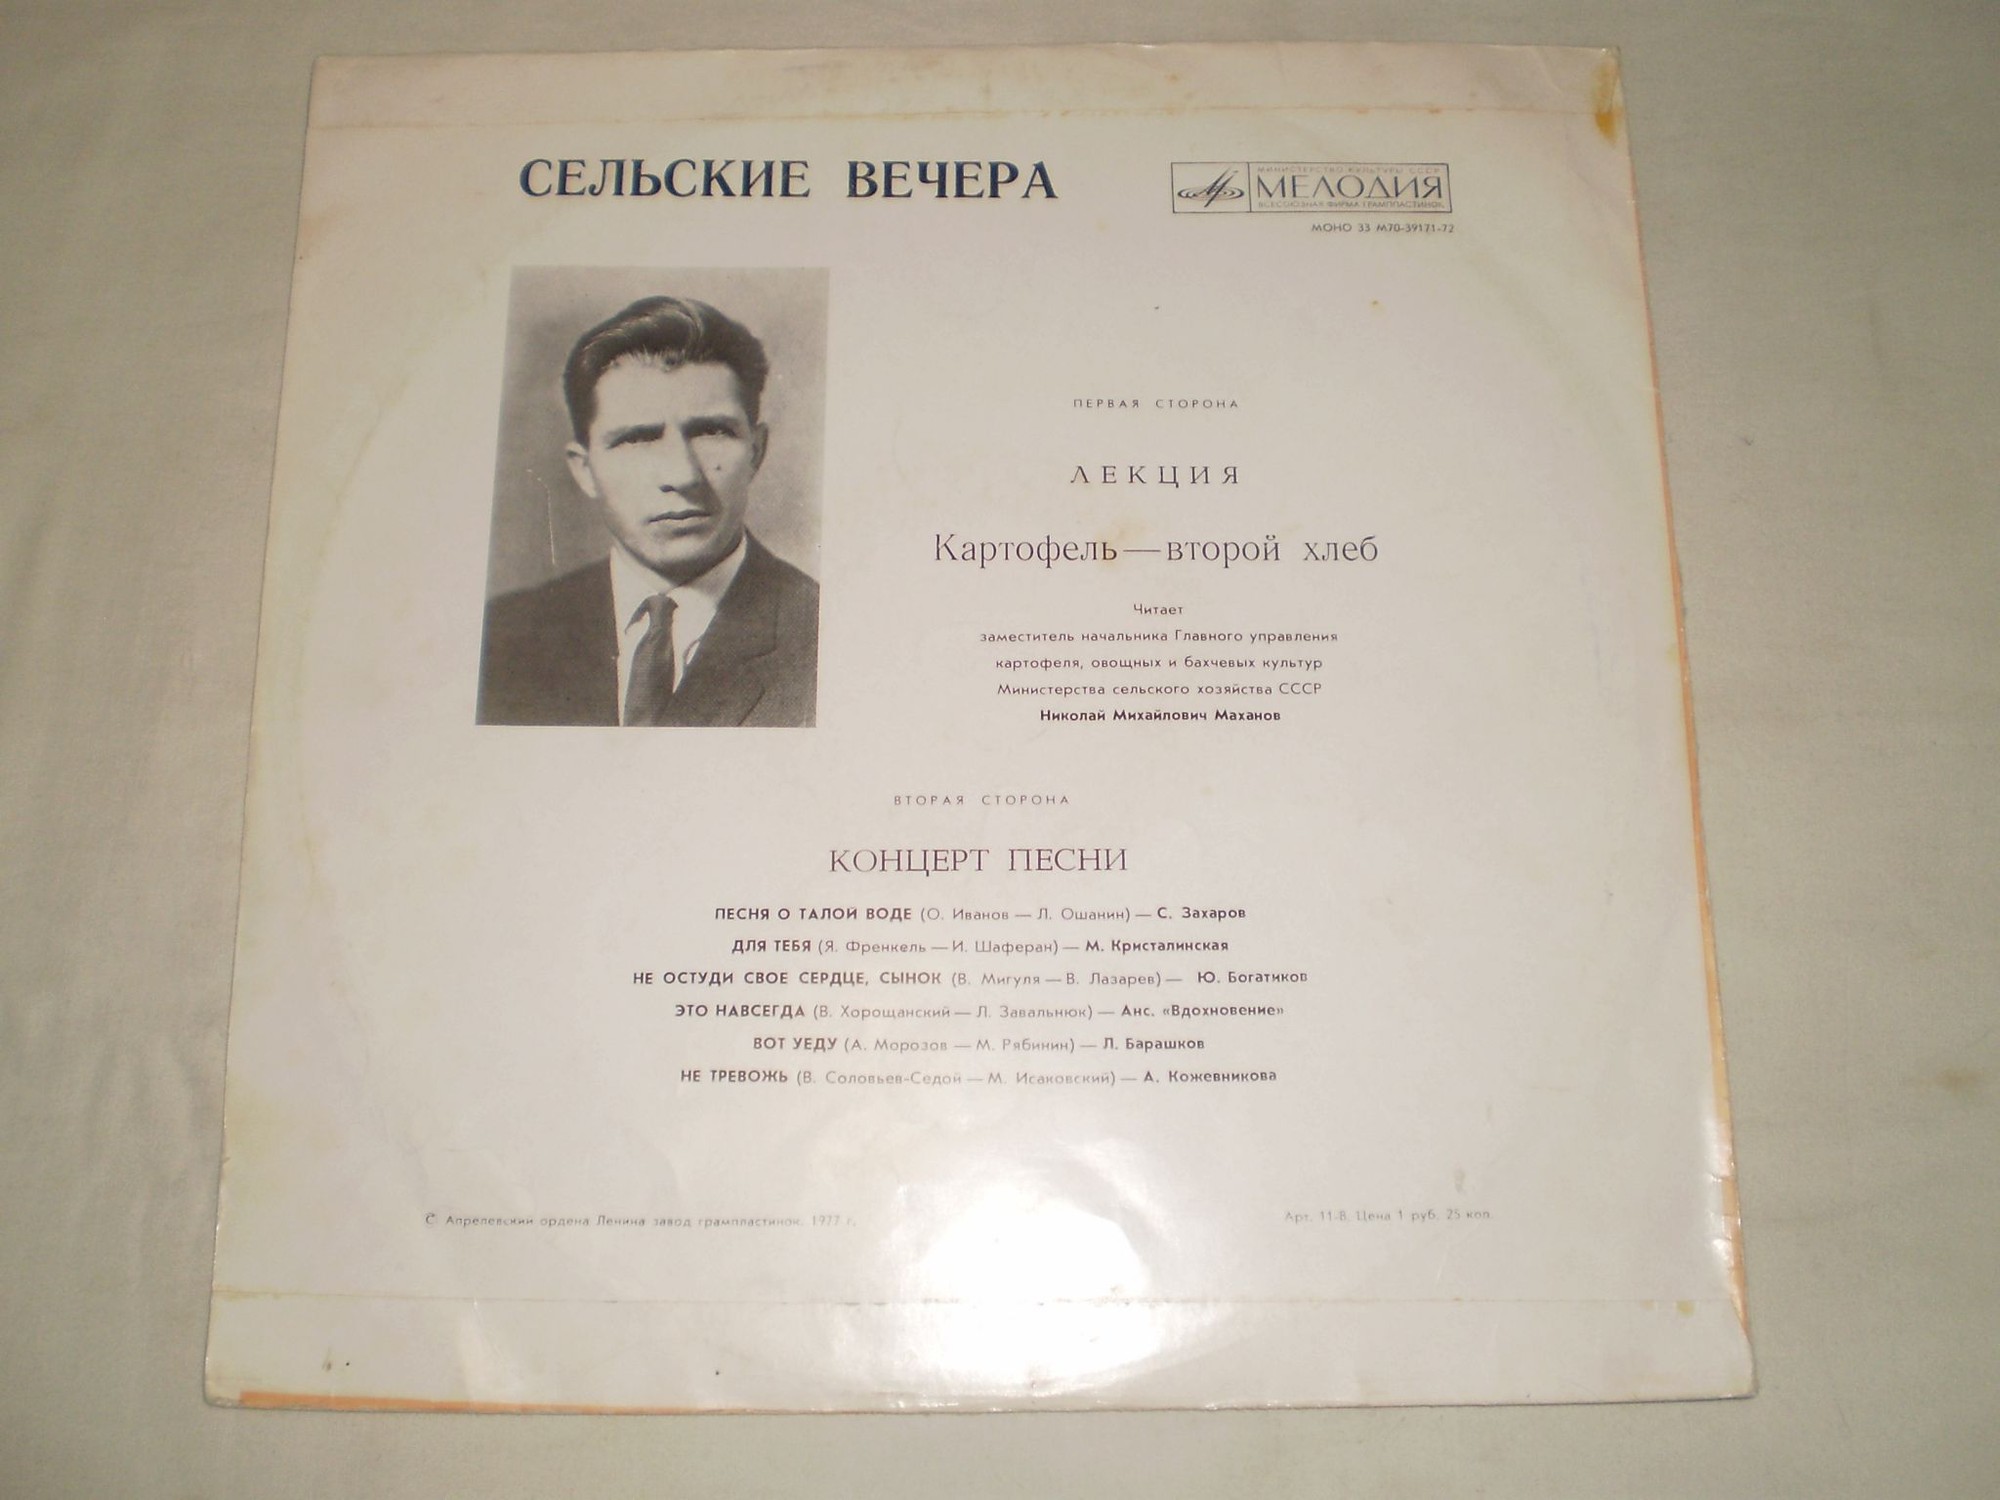 СЕЛЬСКИЕ ВЕЧЕРА
МИНИСТЕРСТВО КУЛЬТУРЫ СССР
МЕЛОДИЯ
ВСЕСОЮЗНАЯ ФИРМА ГРАМПЛАСТИНОК
МОНО 33 М70-39171-72
ПЕРВАЯ СТОРОНА
ЛЕКЦИЯ
Картофель — второй хлеб
Читает
заместитель начальника Главного управления
картофеля, овощных и бахчевых культур
Министерства сельского хозяйства СССР
Николай Михайлович Маханов
ВТОРАЯ СТОРОНА
КОНЦЕРТ ПЕСНИ
ПЕСНЯ О ТАЛОЙ ВОДЕ (О. Иванов — Л. Ошанин) — С. Захаров
ДЛЯ ТЕБЯ (Я. Френкель — И. Шаферан) — М. Кристалинская
НЕ ОСТУДИ СВОЕ СЕРДЦЕ, СЫНОК (В. Мигуля — В. Лазарев) — Ю. Богатиков
ЭТО НАВСЕГДА (В. Хорощанский — Л. Завальнюк) — Анс. «Вдохновение»
ВОТ УЕДУ (А. Морозов — М. Рябинин) — Л. Барашков
НЕ ТРЕВОЖЬ (В. Соловьев-Седой — М. Исаковский) — А. Кожевникова
© Апрелевский ордена Ленина завод грампластинок. 1977 г.
Арт. 11-8. Цена 1 руб. 25 коп.